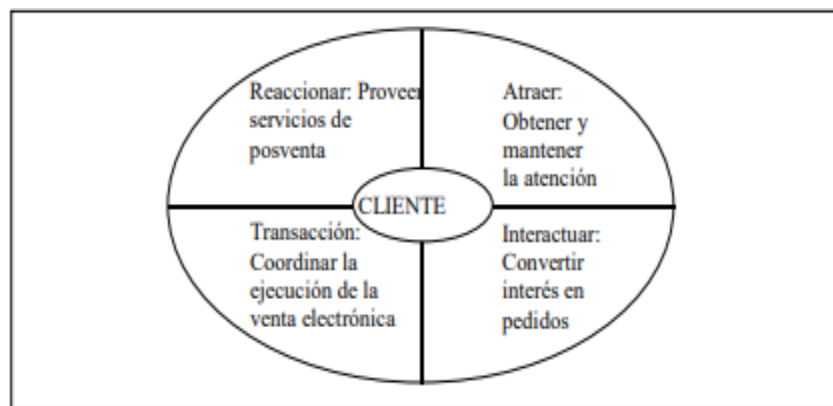 Reaccionar: Proveer
servicios de
posventa
Atraer:
Obtener y
mantener
la atención
CLIENTE
Transacción:
Coordinar la
ejecución de la
venta electrónica
Interactuar:
Convertir
interés en
pedidos